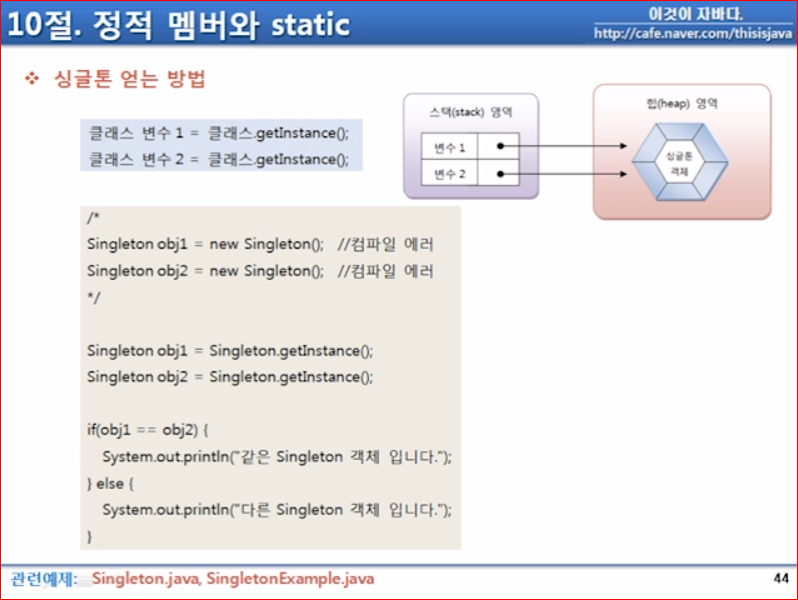 10절. 정적 멤버와 static
이것이 자바다.
http://cafe.naver.com/thisisjava
❖ 싱글톤 얻는 방법
클래스 변수 1 = 클래스.getInstance();
클래스 변수 2 = 클래스.getInstance();
스택(stack) 영역
변수 1
변수 2
힙(heap) 영역
싱글톤
객체
/*
Singleton obj1 = new Singleton(); //컴파일 에러
Singleton obj2 = new Singleton(); //컴파일 에러
*/
Singleton obj1 = Singleton.getInstance();
Singleton obj2 = Singleton.getInstance();
if(obj1 == obj2) {
System.out.println("같은 Singleton 객체 입니다.");
} else {
System.out.println("다른 Singleton 객체 입니다.");
}
관련예제: Singleton.java, SingletonExample.java
44